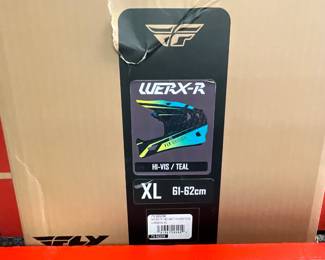 WERX-R
HI-VIS / TEAL
XL 61-62cm
FLY